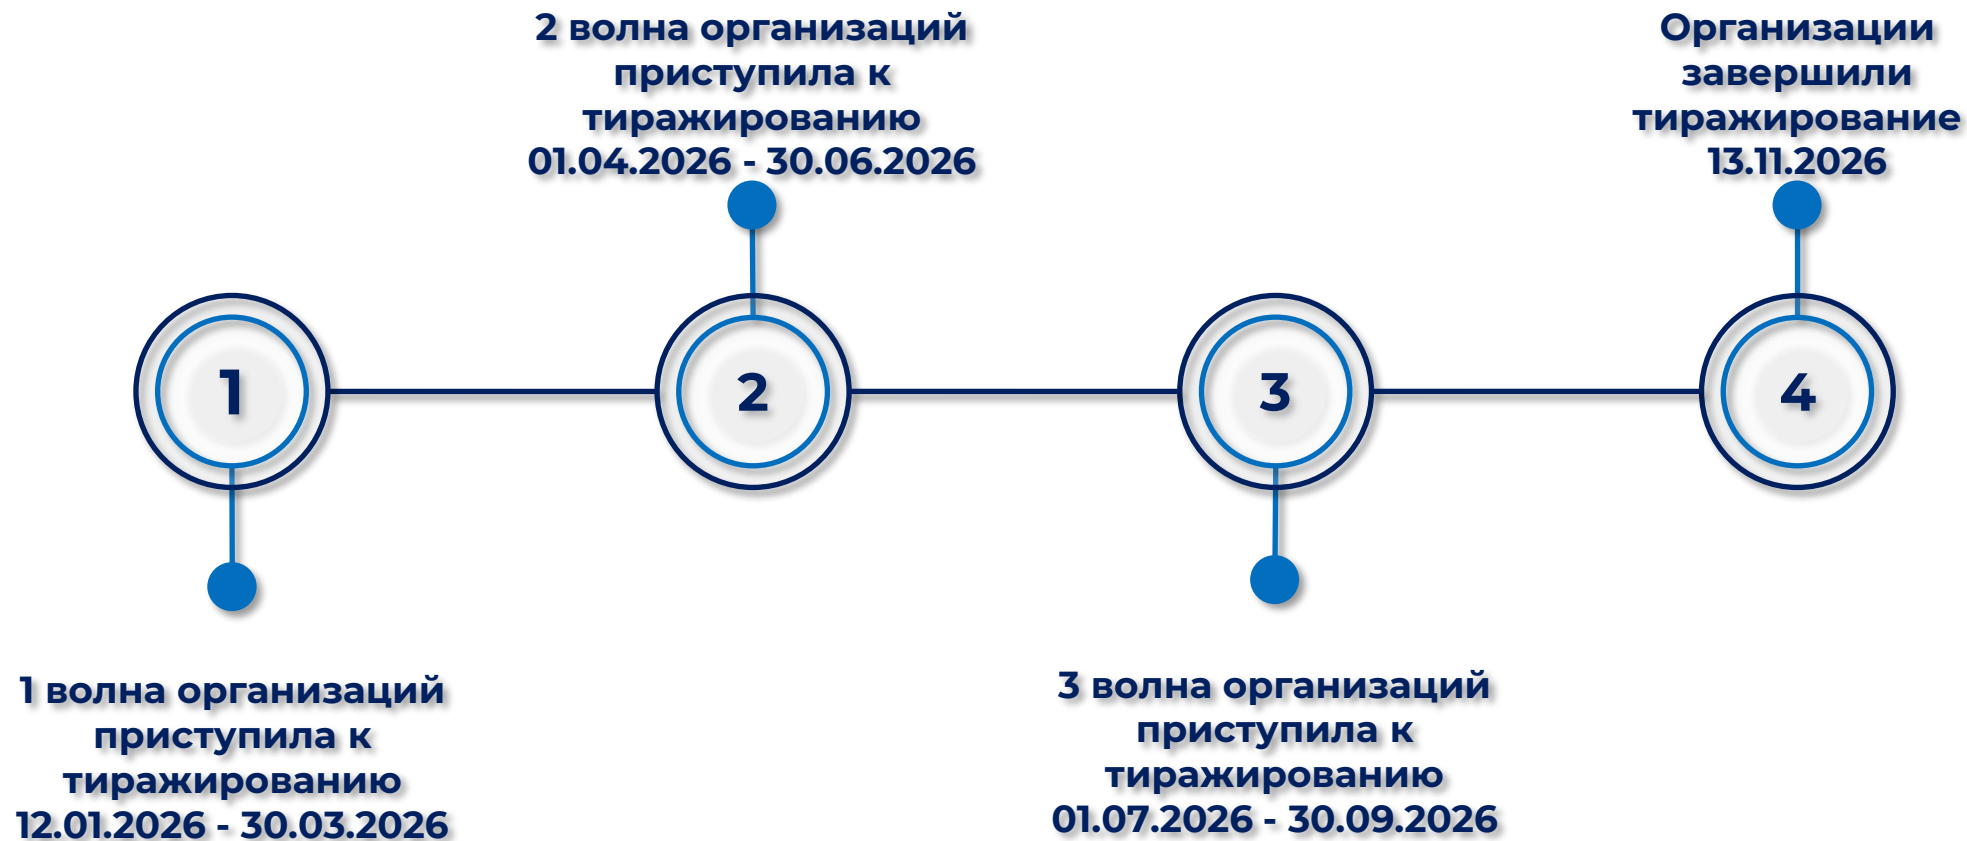 2 волна организаций
приступила к
тиражированию
01.04.2026 - 30.06.2026
Организации
завершили
тиражирование
13.11.2026
1
2
3
4
1 волна организаций
приступила к
тиражированию
12.01.2026 - 30.03.2026
3 волна организаций
приступила к
тиражированию
01.07.2026 - 30.09.2026